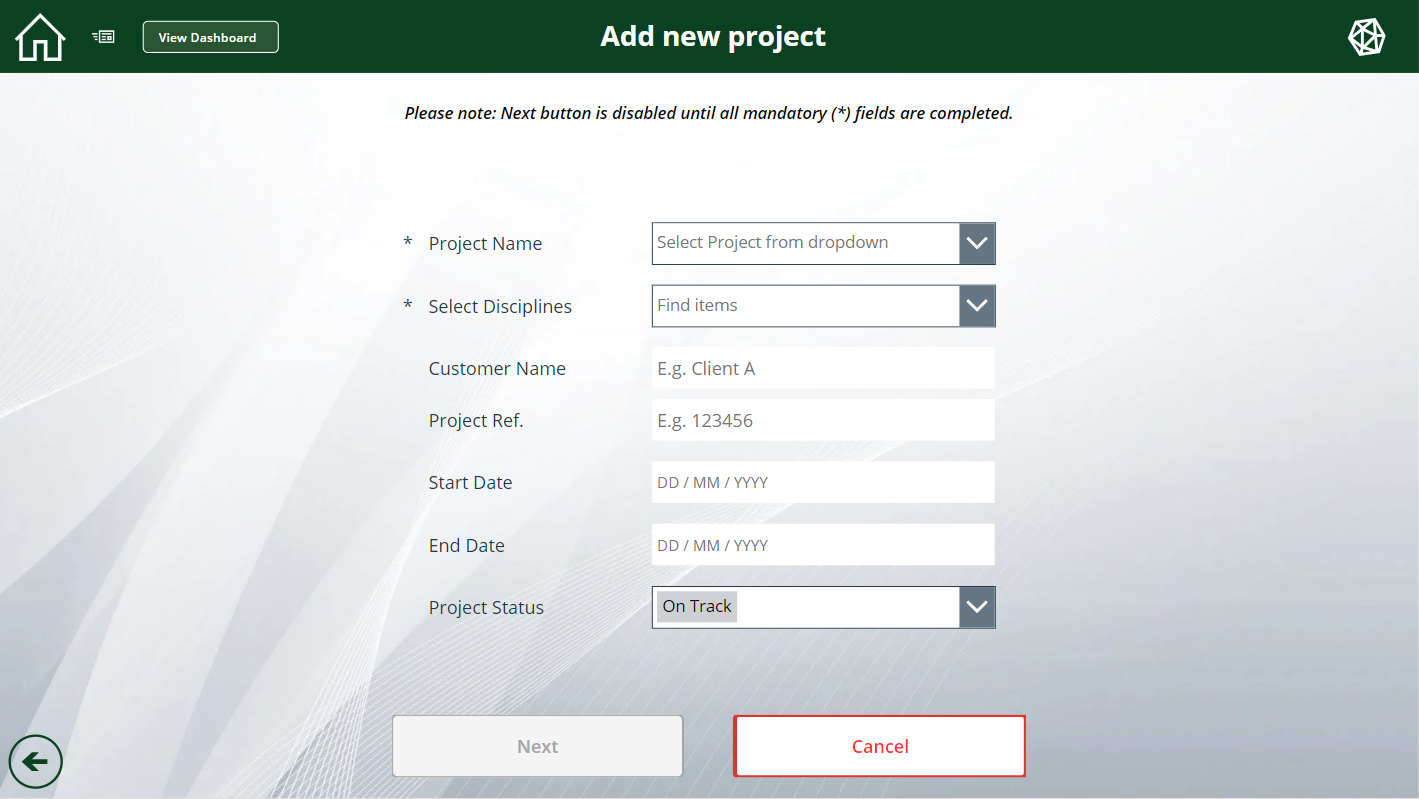 View Dashboard
Add new project
Please note: Next button is disabled until all mandatory (*) fields are completed.
* Project Name Select Project from dropdown
* Select Disciplines Find items
Customer Name E.g. Client A
Project Ref. E.g. 123456
Start Date DD / MM / YYYY
End Date DD / MM / YYYY
Project Status On Track
Next Cancel